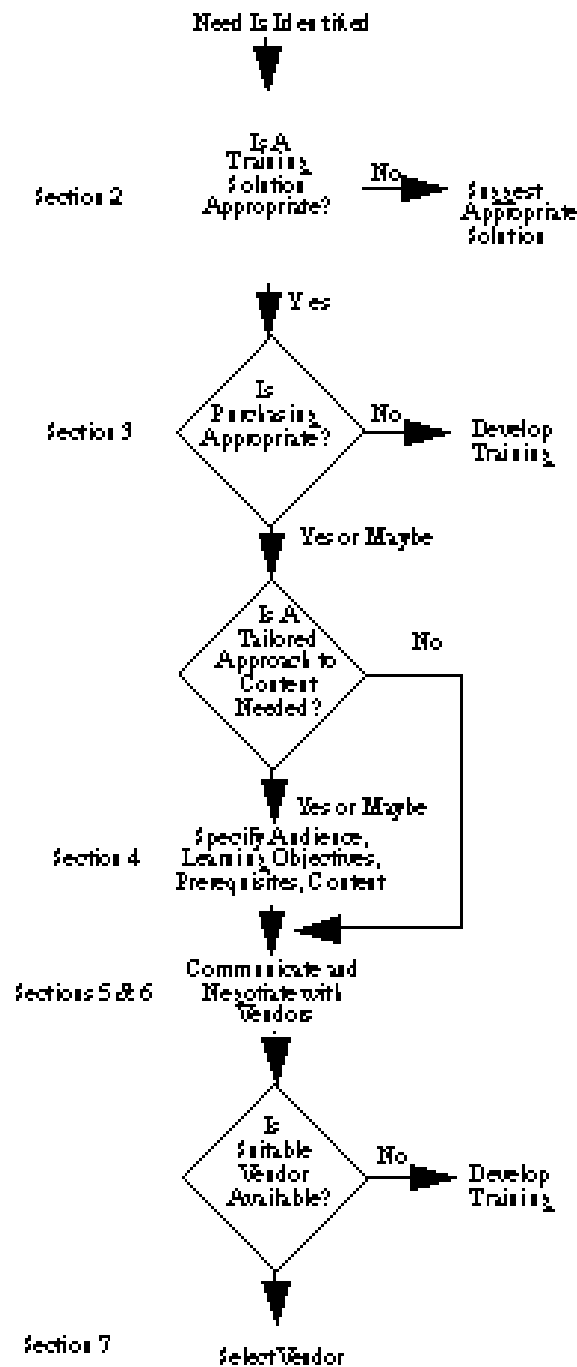 Need Is Identified
Is A
Training
Solution
Appropriate?
Section 2
No
Suggest
Appropriate
Solution
Yes
Is
Purchasing
Appropriate?
Section 3
No
Develop
Training
Yes or Maybe
Is A
Tailored
Approach to
Content
Needed?
No
Yes or Maybe
Section 4
Specify Audience,
Learning Objectives,
Prerequisites, Content
Sections 5 & 6
Communicate and
Negotiate with
Vendors
Is
Suitable
Vendor
Available?
No
Develop
Training
Section 7
Select Vendor